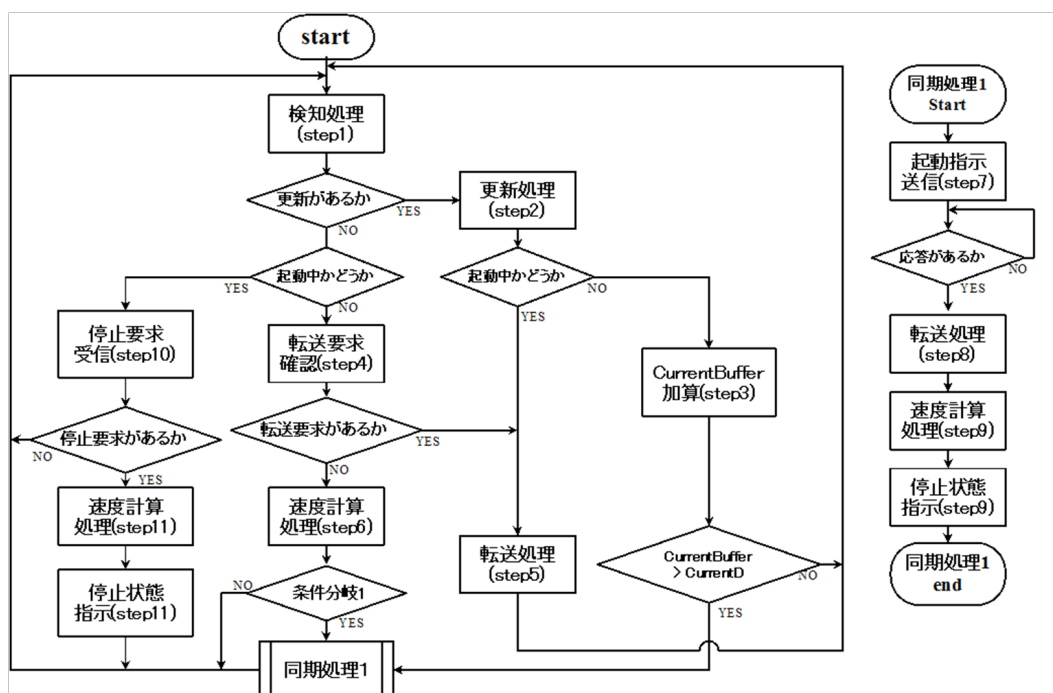 start
検知処理
(step1)
更新があるか
YES
NO
更新処理
(step2)
起動中かどうか
YES
NO
起動中かどうか
NO
YES
停止要求
受信(step10)
転送要求
確認(step4)
CurrentBuffer
加算(step3)
停止要求があるか
NO
YES
転送要求があるか
YES
NO
速度計算
処理(step11)
速度計算
処理(step6)
転送処理
(step5)
CurrentBuffer
> CurrentD
NO
YES
停止状態
指示(step11)
条件分岐1
NO
YES
同期処理1
同期処理1
Start
起動指示
送信(step7)
応答があるか
NO
YES
転送処理
(step8)
速度計算
処理(step9)
停止状態
指示(step9)
同期処理1
end